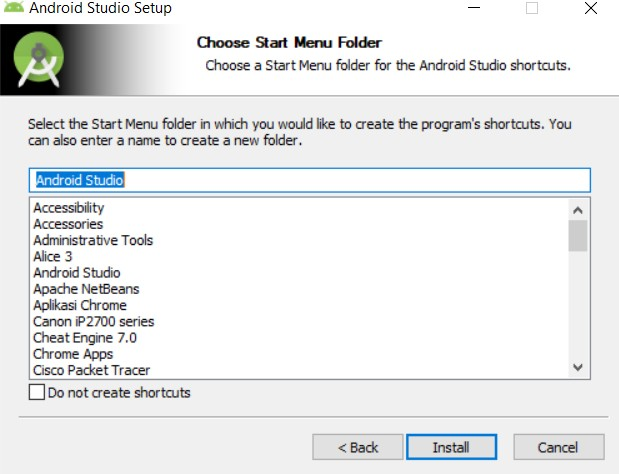 Android Studio Setup
Choose Start Menu Folder
Choose a Start Menu folder for the Android Studio shortcuts.
Select the Start Menu folder in which you would like to create the program's shortcuts. You
can also enter a name to create a new folder.
Android Studio
Accessibility
Accessories
Administrative Tools
Alice 3
Android Studio
Apache NetBeans
Aplikasi Chrome
Canon iP2700 series
Cheat Engine 7.0
Chrome Apps
Cisco Packet Tracer
Do not create shortcuts
< Back
Install
Cancel